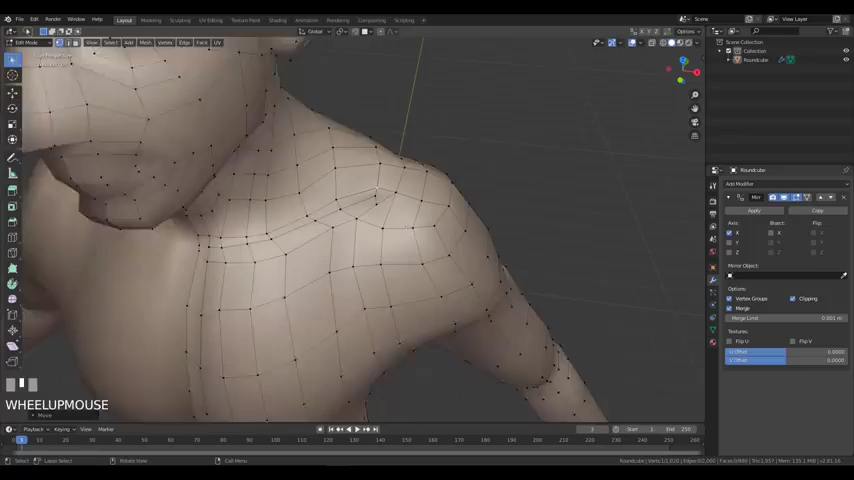 File Edit Render Window Help Layout Modeling Sculpting UV Editing Texture Paint Shading Animation Rendering Compositing Scripting Scene View Layer
Global Options
Edit Mode View Select Add Mesh Vertex Edge Face UV
Scene Collection
Collection
Roundcube
Roundcube
Add Modifier
Mirr
Apply Copy
Axis: Bisect: Flip:
X X X
Y Y Y
Z Z Z
Mirror Object:
Options:
Vertex Groups Clipping
Merge
Merge Limit 0.001 m
Textures:
Flip U Flip V
U Offset 0.0000
V Offset 0.0000
WHEELUPMOUSE
Move
Playback Keying View Marker
Start: 1 End: 250
Select Lasso Select Rotate View Call Menu